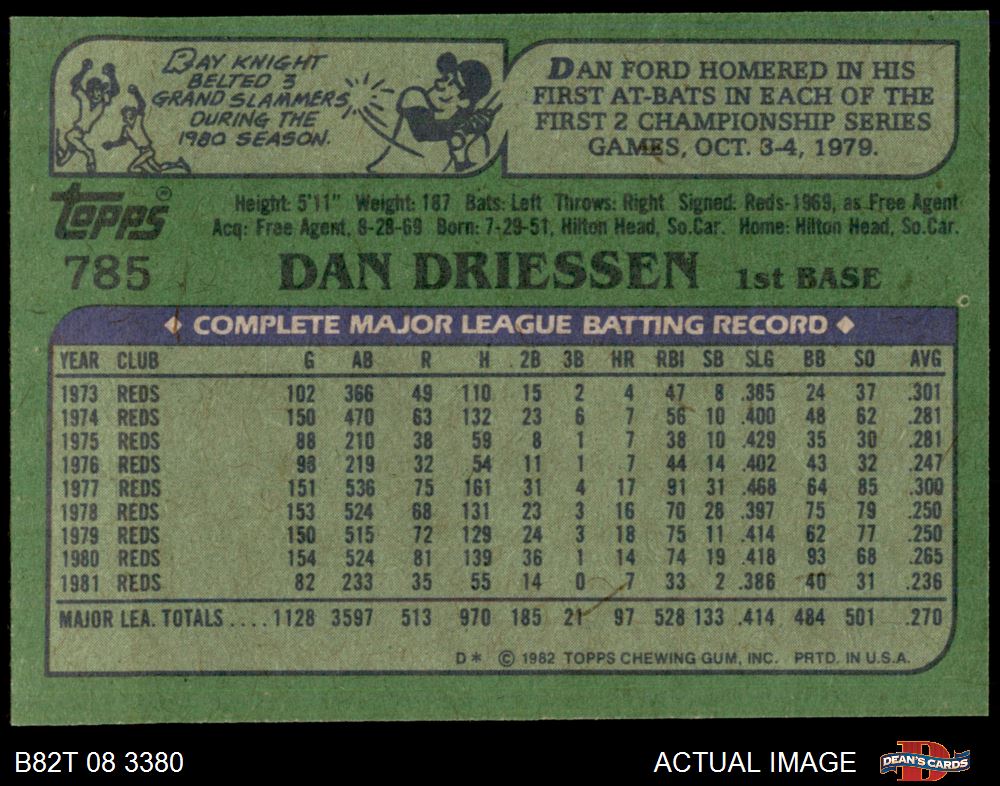 RAY KNIGHT
BELTED 3
GRAND SLAMMERS
DURING THE
1980 SEASON.
DAN FORD HOMERED IN HIS
FIRST AT-BATS IN EACH OF THE
FIRST 2 CHAMPIONSHIP SERIES
GAMES, OCT. 3-4, 1979.
TOPPS®
Height: 5'11" Weight: 187 Bats: Left Throws: Right Signed: Reds-1969, as Free Agent
Acq: Free Agent, 8-28-69 Born: 7-29-51, Hilton Head, So.Car. Home: Hilton Head, So.Car.
785 DAN DRIESSEN 1st BASE
COMPLETE MAJOR LEAGUE BATTING RECORD
YEAR CLUB G AB R H 2B 3B HR RBI SB SLG BB SO AVG
1973 REDS 102 366 49 110 15 2 4 47 8 .385 24 37 .301
1974 REDS 150 470 63 132 23 6 7 56 10 .400 48 62 .281
1975 REDS 88 210 38 59 8 1 7 38 10 .429 35 30 .281
1976 REDS 98 219 32 54 11 1 7 44 14 .402 43 32 .247
1977 REDS 151 536 75 161 31 4 17 91 31 .468 64 85 .300
1978 REDS 153 524 68 131 23 3 16 70 28 .397 75 79 .250
1979 REDS 150 515 72 129 24 3 18 75 11 .414 62 77 .250
1980 REDS 154 524 81 139 36 1 14 74 19 .418 93 68 .265
1981 REDS 82 233 35 55 14 0 7 33 2 .386 40 31 .236
MAJOR LEA. TOTALS....1128 3597 513 970 185 21 97 528 133 .414 484 501 .270
D* © 1982 TOPPS CHEWING GUM, INC. PRTD. IN U.S.A.
B82T 08 3380 ACTUAL IMAGE DEAN'S CARDS